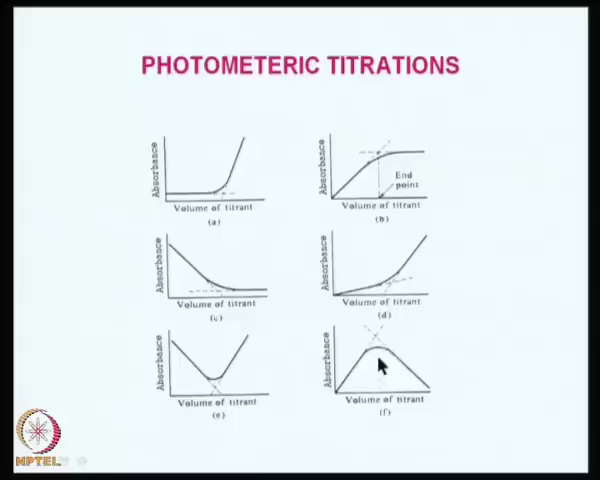 PHOTOMETERIC TITRATIONS
Absorbance
Volume of titrant
(a)
Absorbance
End
point
Volume of titrant
(b)
Absorbance
Volume of titrant
(c)
Absorbance
Volume of titrant
(d)
Absorbance
Volume of titrant
(e)
Absorbance
Volume of titrant
(f)
NPTEL